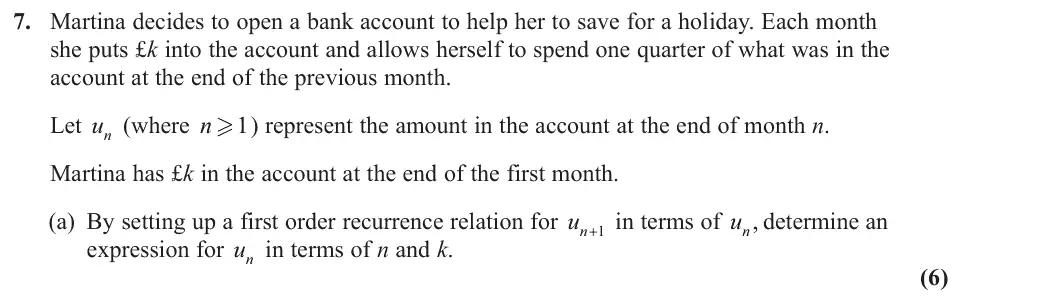 7. Martina decides to open a bank account to help her to save for a holiday. Each month
she puts £k into the account and allows herself to spend one quarter of what was in the
account at the end of the previous month.
Let uₙ (where n ⩾ 1) represent the amount in the account at the end of month n.
Martina has £k in the account at the end of the first month.
(a) By setting up a first order recurrence relation for uₙ₊₁ in terms of uₙ, determine an
expression for uₙ in terms of n and k.
(6)